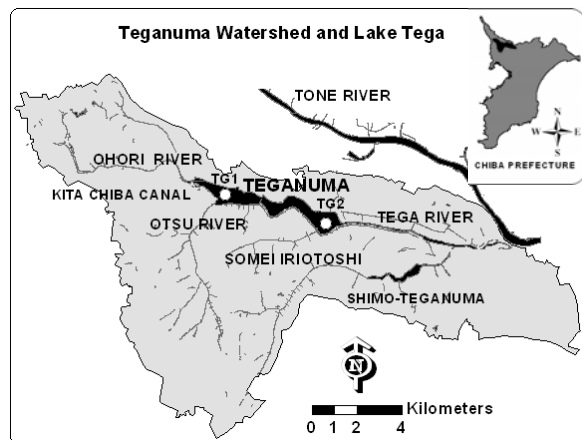 Teganuma Watershed and Lake Tega
TONE RIVER
N
W E
S
CHIBA PREFECTURE
OHORI RIVER
TG1
KITA CHIBA CANAL
TEGANUMA
TG2
OTSU RIVER
TEGA RIVER
SOMEI IRIOTOSHI
SHIMO-TEGANUMA
N
Kilometers
0 1 2 4